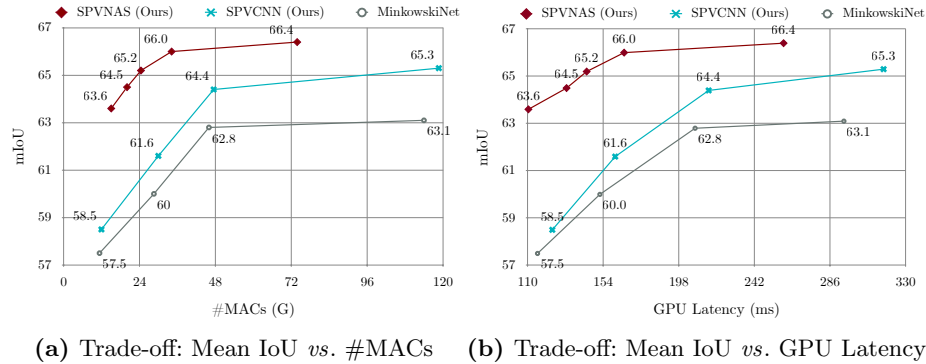 SPVNAS (Ours) SPVCNN (Ours) MinkowskiNet
67
65
63
61
59
57
mIoU
63.6 64.5 65.2 66.0 66.4
58.5 61.6 64.4 65.3
57.5 60 62.8 63.1
0 24 48 72 96 120
#MACs (G)
(a) Trade-off: Mean IoU vs. #MACs
SPVNAS (Ours) SPVCNN (Ours) MinkowskiNet
67
65
63
61
59
57
mIoU
63.6 64.5 65.2 66.0 66.4
58.5 61.6 64.4 65.3
57.5 60.0 62.8 63.1
110 154 198 242 286 330
GPU Latency (ms)
(b) Trade-off: Mean IoU vs. GPU Latency